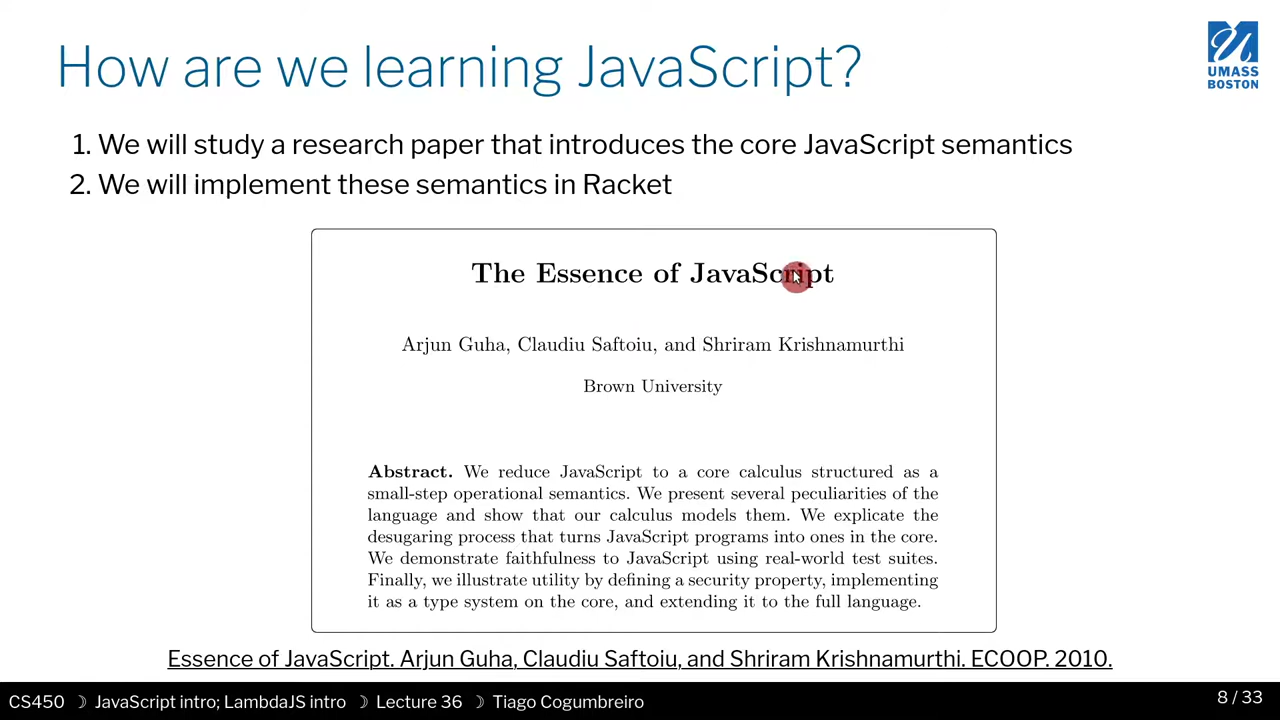 How are we learning JavaScript?
UMASS
BOSTON
1. We will study a research paper that introduces the core JavaScript semantics
2. We will implement these semantics in Racket
The Essence of JavaScript
Arjun Guha, Claudiu Saftoiu, and Shriram Krishnamurthi
Brown University
Abstract. We reduce JavaScript to a core calculus structured as a
small-step operational semantics. We present several peculiarities of the
language and show that our calculus models them. We explicate the
desugaring process that turns JavaScript programs into ones in the core.
We demonstrate faithfulness to JavaScript using real-world test suites.
Finally, we illustrate utility by defining a security property, implementing
it as a type system on the core, and extending it to the full language.
Essence of JavaScript. Arjun Guha, Claudiu Saftoiu, and Shriram Krishnamurthi. ECOOP. 2010.
CS450 ☽ JavaScript intro; LambdaJS intro ☽ Lecture 36 ☽ Tiago Cogumbreiro
8 / 33